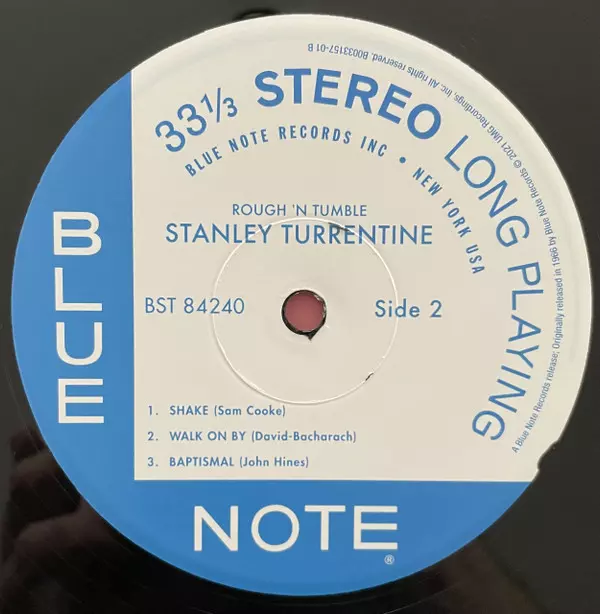 33⅓ STEREO LONG PLAYING
BLUE NOTE RECORDS INC • NEW YORK USA
A Blue Note Records release; Originally released in 1966 by Blue Note Records © 2021 UMG Recordings, Inc. All rights reserved. B0033157-01 B
ROUGH 'N TUMBLE
STANLEY TURRENTINE
BST 84240
Side 2
1. SHAKE (Sam Cooke)
2. WALK ON BY (David-Bacharach)
3. BAPTISMAL (John Hines)
BLUE
NOTE®